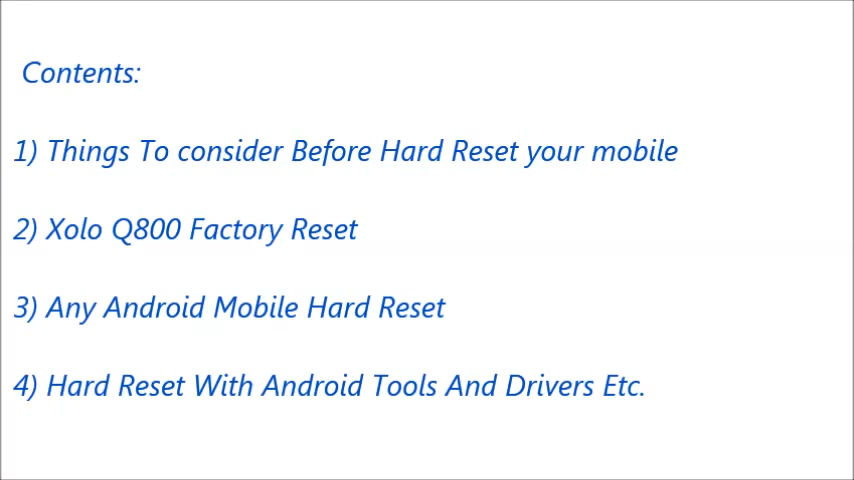 Contents:
1) Things To consider Before Hard Reset your mobile
2) Xolo Q800 Factory Reset
3) Any Android Mobile Hard Reset
4) Hard Reset With Android Tools And Drivers Etc.